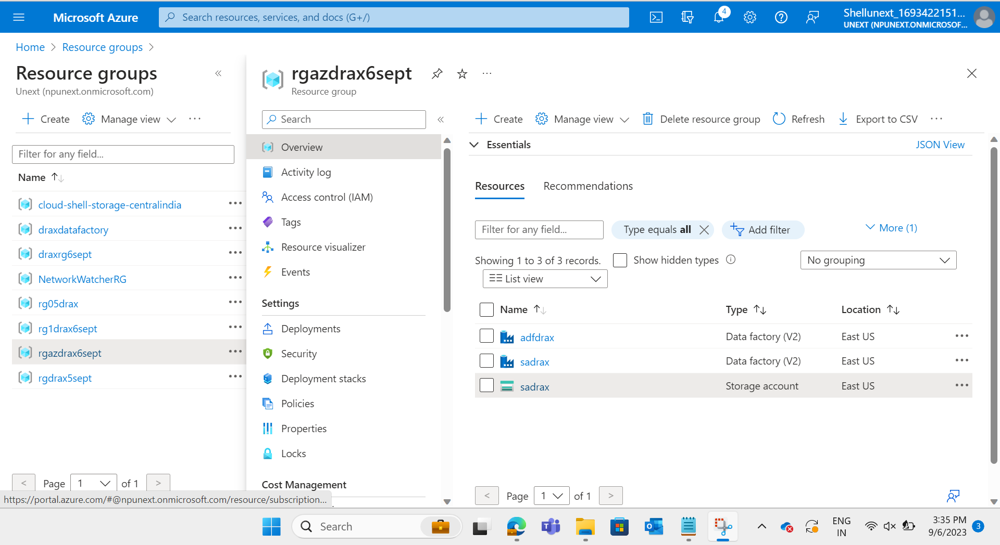 Microsoft Azure
Search resources, services, and docs (G+/)
4
Shellunext_1693422151...
UNEXT (NPUNEXT.ONMICROSOF...
Home > Resource groups >
Resource groups
Unext (npunext.onmicrosoft.com)
Create
Manage view
Filter for any field...
Name
cloud-shell-storage-centralindia
draxdatafactory
draxrg6sept
NetworkWatcherRG
rg05drax
rg1drax6sept
rgazdrax6sept
rgdrax5sept
< Page 1 of 1 >
https://portal.azure.com/#@npunext.onmicrosoft.com/resource/subscription...
rgazdrax6sept
Resource group
Search
Overview
Activity log
Access control (IAM)
Tags
Resource visualizer
Events
Settings
Deployments
Security
Deployment stacks
Policies
Properties
Locks
Cost Management
Create
Manage view
Delete resource group
Refresh
Export to CSV
Essentials
JSON View
Resources
Recommendations
Filter for any field...
Type equals all
Add filter
More (1)
Showing 1 to 3 of 3 records.
Show hidden types
No grouping
List view
Name Type Location
adfdrax Data factory (V2) East US
sadrax Data factory (V2) East US
sadrax Storage account East US
< Page 1 of 1 >
Search
ENG
IN
3:35 PM
9/6/2023
3